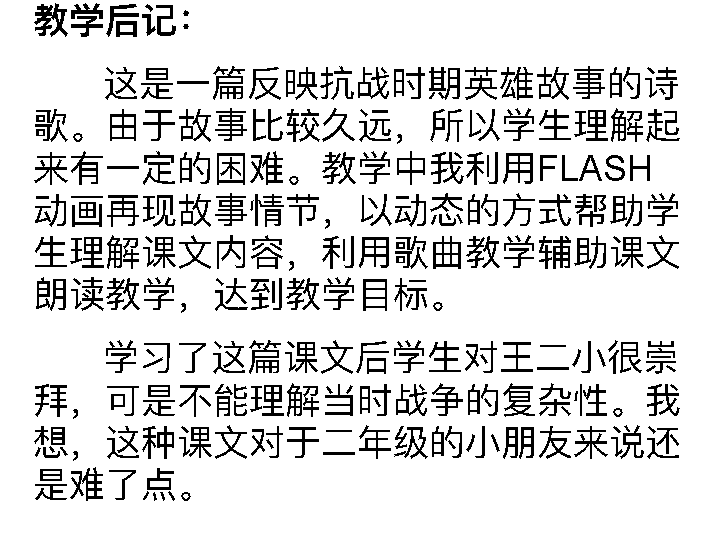 教学后记：
这是一篇反映抗战时期英雄故事的诗
歌。由于故事比较久远，所以学生理解起
来有一定的困难。教学中我利用FLASH
动画再现故事情节，以动态的方式帮助学
生理解课文内容，利用歌曲教学辅助课文
朗读教学，达到教学目标。
学习了这篇课文后学生对王二小很崇
拜，可是不能理解当时战争的复杂性。我
想，这种课文对于二年级的小朋友来说还
是难了点。